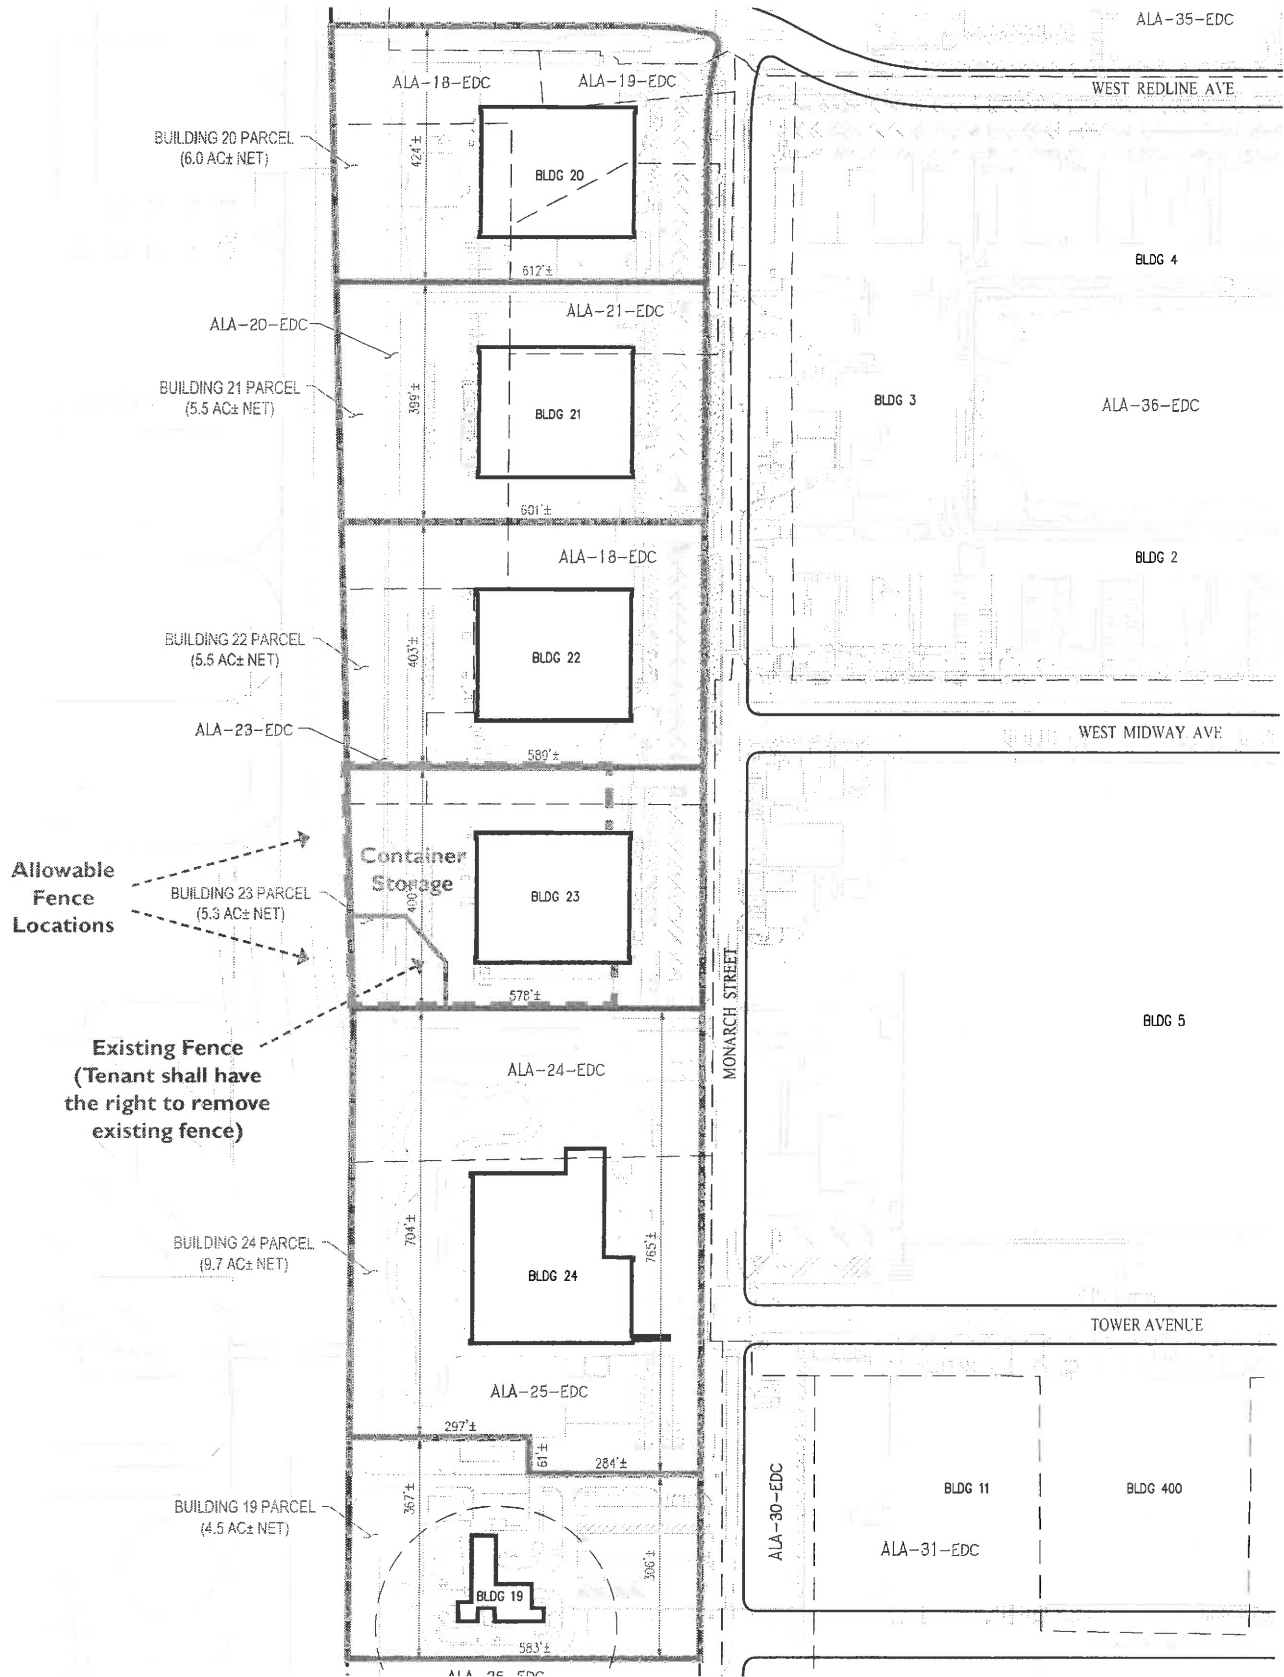 ALA-35-EDC
WEST REDLINE AVE
ALA-18-EDC
ALA-19-EDC
BUILDING 20 PARCEL
(6.0 AC± NET)
424'±
BLDG 20
612'±
BLDG 4
ALA-20-EDC
ALA-21-EDC
BUILDING 21 PARCEL
(5.5 AC± NET)
399'±
BLDG 21
BLDG 3
ALA-36-EDC
601'±
ALA-18-EDC
BLDG 2
BUILDING 22 PARCEL
(5.5 AC± NET)
403'±
BLDG 22
ALA-23-EDC
589'±
WEST MIDWAY AVE
Allowable
Fence
Locations
Container
Storage
BUILDING 23 PARCEL
(5.3 AC± NET)
400'±
BLDG 23
578'±
MONARCH STREET
BLDG 5
Existing Fence
(Tenant shall have
the right to remove
existing fence)
ALA-24-EDC
BUILDING 24 PARCEL
(9.7 AC± NET)
704'±
765'±
BLDG 24
TOWER AVENUE
ALA-25-EDC
297'±
61'±
284'±
BUILDING 19 PARCEL
(4.5 AC± NET)
367'±
306'±
BLDG 19
583'±
ALA-30-EDC
BLDG 11
BLDG 400
ALA-31-EDC